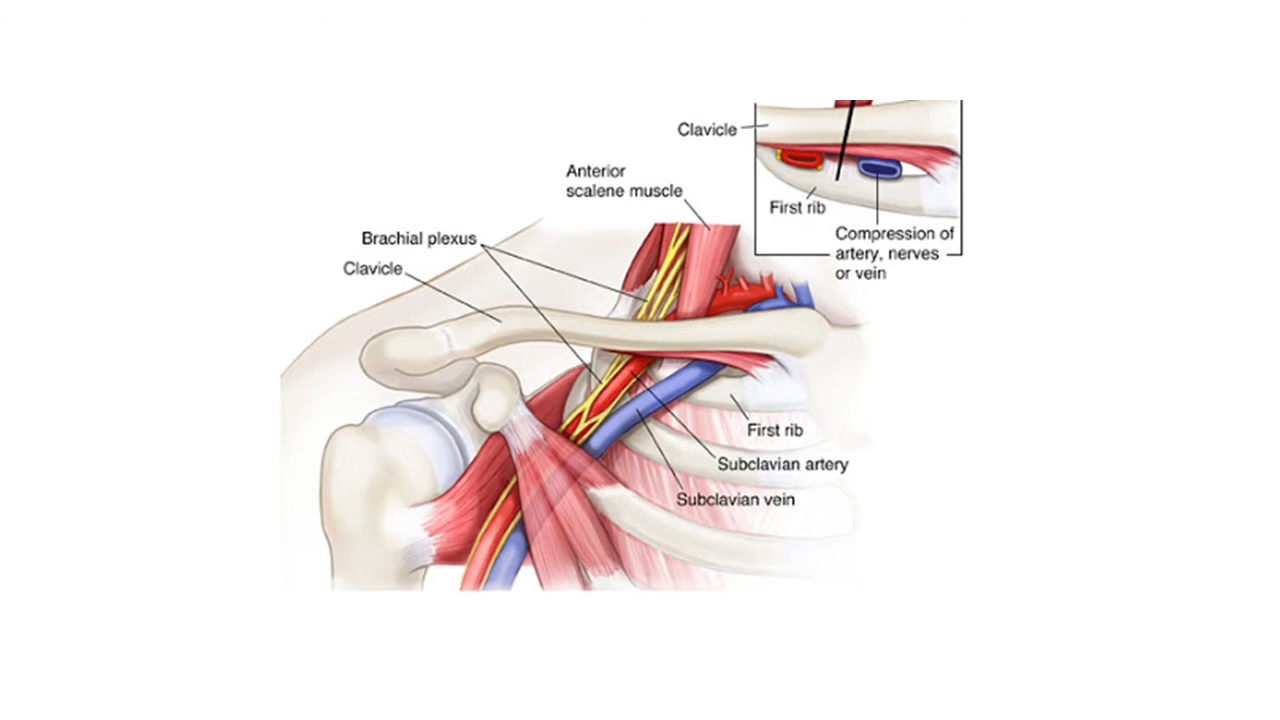 Clavicle
Anterior
scalene muscle
First rib
Brachial plexus
Compression of
artery, nerves
or vein
Clavicle
First rib
Subclavian artery
Subclavian vein